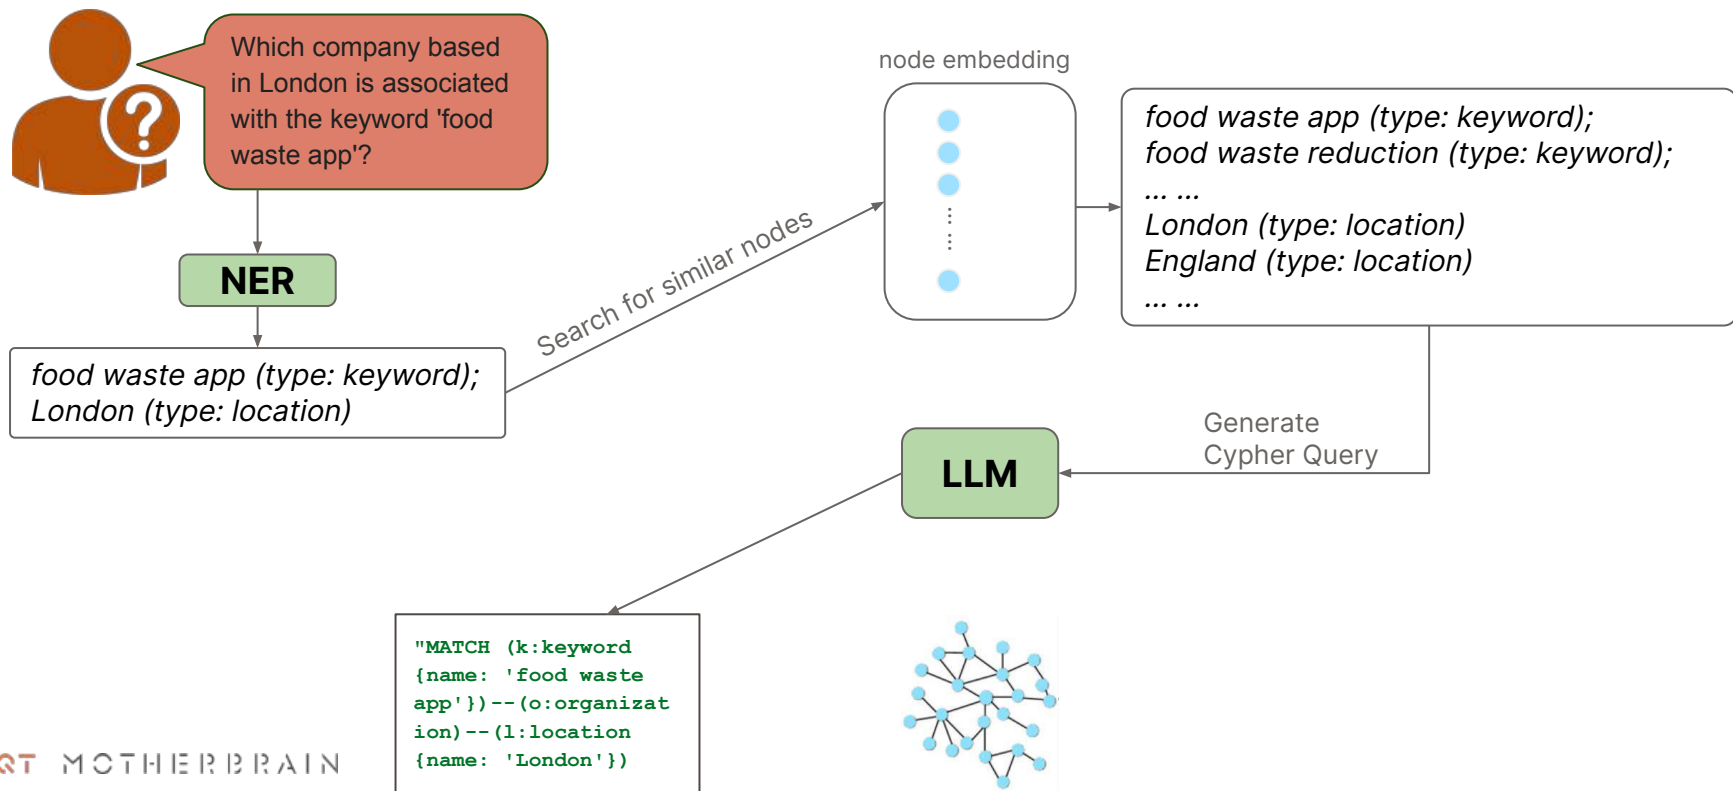 Which company based
in London is associated
with the keyword 'food
waste app'?
NER
food waste app (type: keyword);
London (type: location)
Search for similar nodes
node embedding
food waste app (type: keyword);
food waste reduction (type: keyword);
... ...
London (type: location)
England (type: location)
... ...
Generate
Cypher Query
LLM
"MATCH (k:keyword
{name: 'food waste
app'})--(o:organizat
ion)--(l:location
{name: 'London'})
QT MOTHERBRAIN